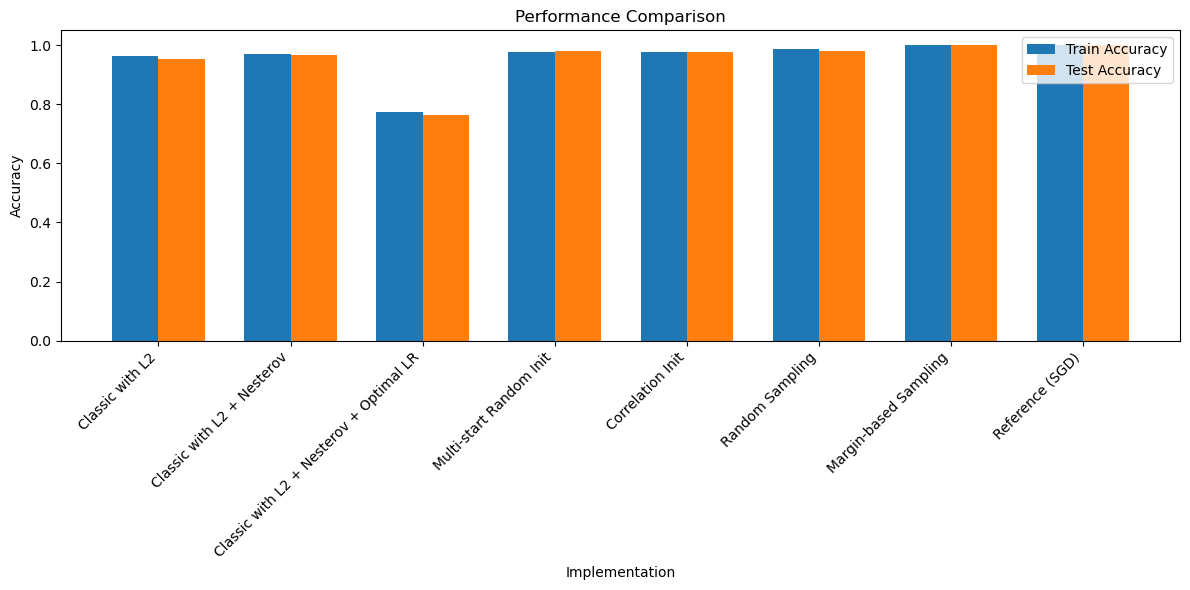 Performance Comparison
Train Accuracy
Test Accuracy
Accuracy
1.0
0.8
0.6
0.4
0.2
0.0
Classic with L2
Classic with L2 + Nesterov
Classic with L2 + Nesterov + Optimal LR
Multi-start Random Init
Correlation Init
Random Sampling
Margin-based Sampling
Reference (SGD)
Implementation